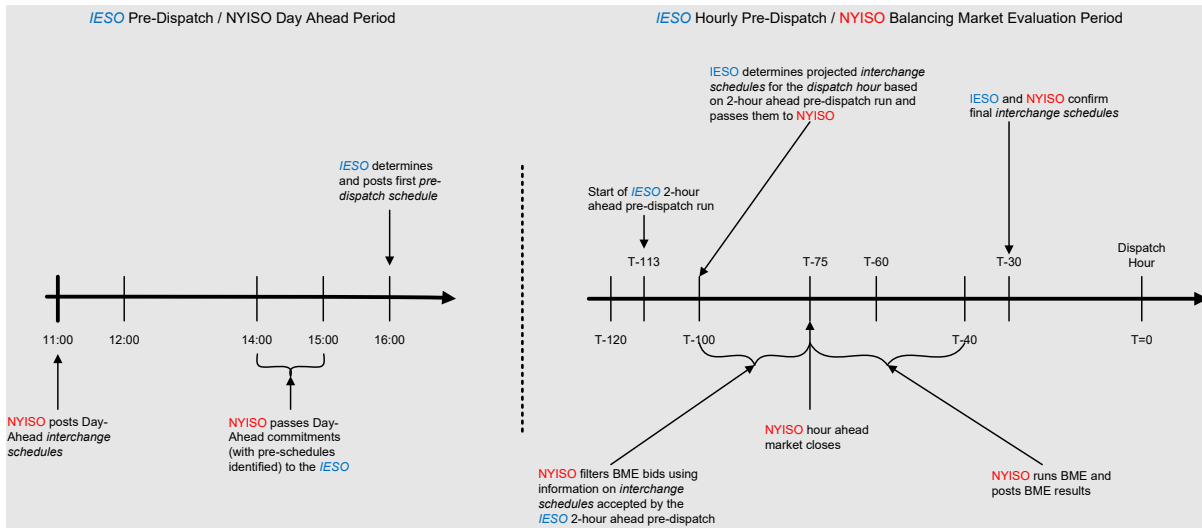 IESO Pre-Dispatch / NYISO Day Ahead Period
IESO Hourly Pre-Dispatch / NYISO Balancing Market Evaluation Period
IESO determines
and posts first pre-
dispatch schedule
11:00
12:00
14:00
15:00
16:00
NYISO posts Day-
Ahead interchange
schedules
NYISO passes Day-
Ahead commitments
(with pre-schedules
identified) to the IESO
IESO determines projected interchange
schedules for the dispatch hour based
on 2-hour ahead pre-dispatch run and
passes them to NYISO
IESO and NYISO confirm
final interchange schedules
Start of IESO 2-hour
ahead pre-dispatch run
T-113
T-75
T-60
T-30
Dispatch
Hour
T-120
T-100
T-40
T=0
NYISO hour ahead
market closes
NYISO filters BME bids using
information on interchange
schedules accepted by the
IESO 2-hour ahead pre-dispatch
NYISO runs BME and
posts BME results